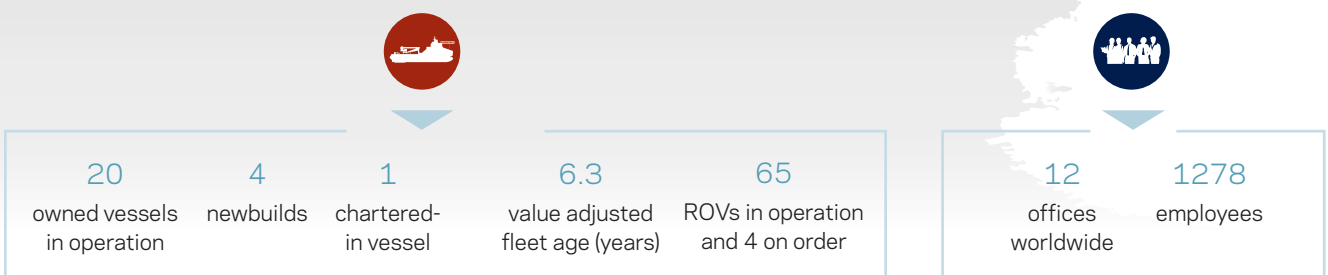 20
owned vessels
in operation
4
newbuilds
1
chartered-
in vessel
6.3
value adjusted
fleet age (years)
65
ROVs in operation
and 4 on order
12
offices
worldwide
1278
employees